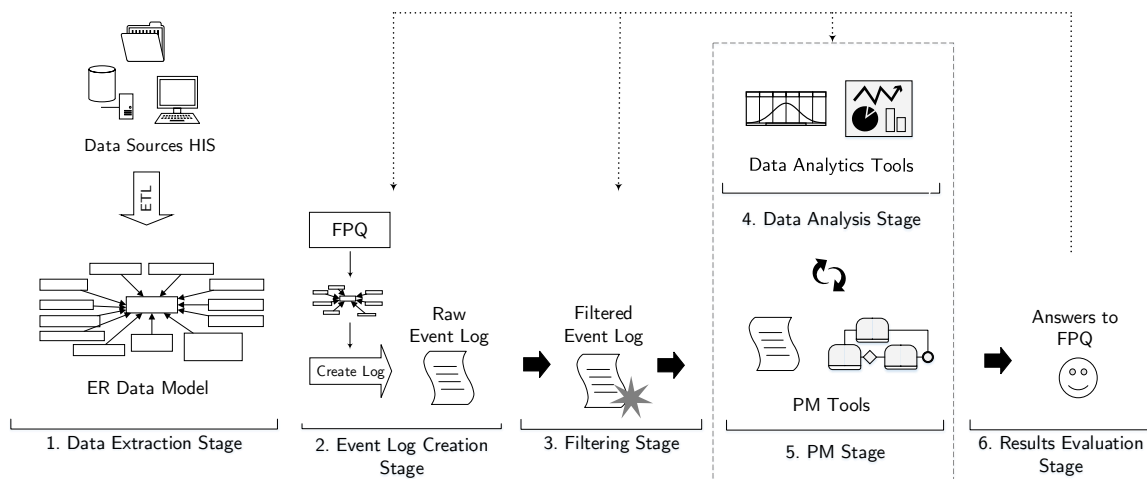 Data Sources HIS
ETL
ER Data Model
1. Data Extraction Stage
FPQ
Create Log
Raw
Event Log
2. Event Log Creation
Stage
Filtered
Event Log
3. Filtering Stage
Data Analytics Tools
4. Data Analysis Stage
PM Tools
5. PM Stage
Answers to
FPQ
6. Results Evaluation
Stage